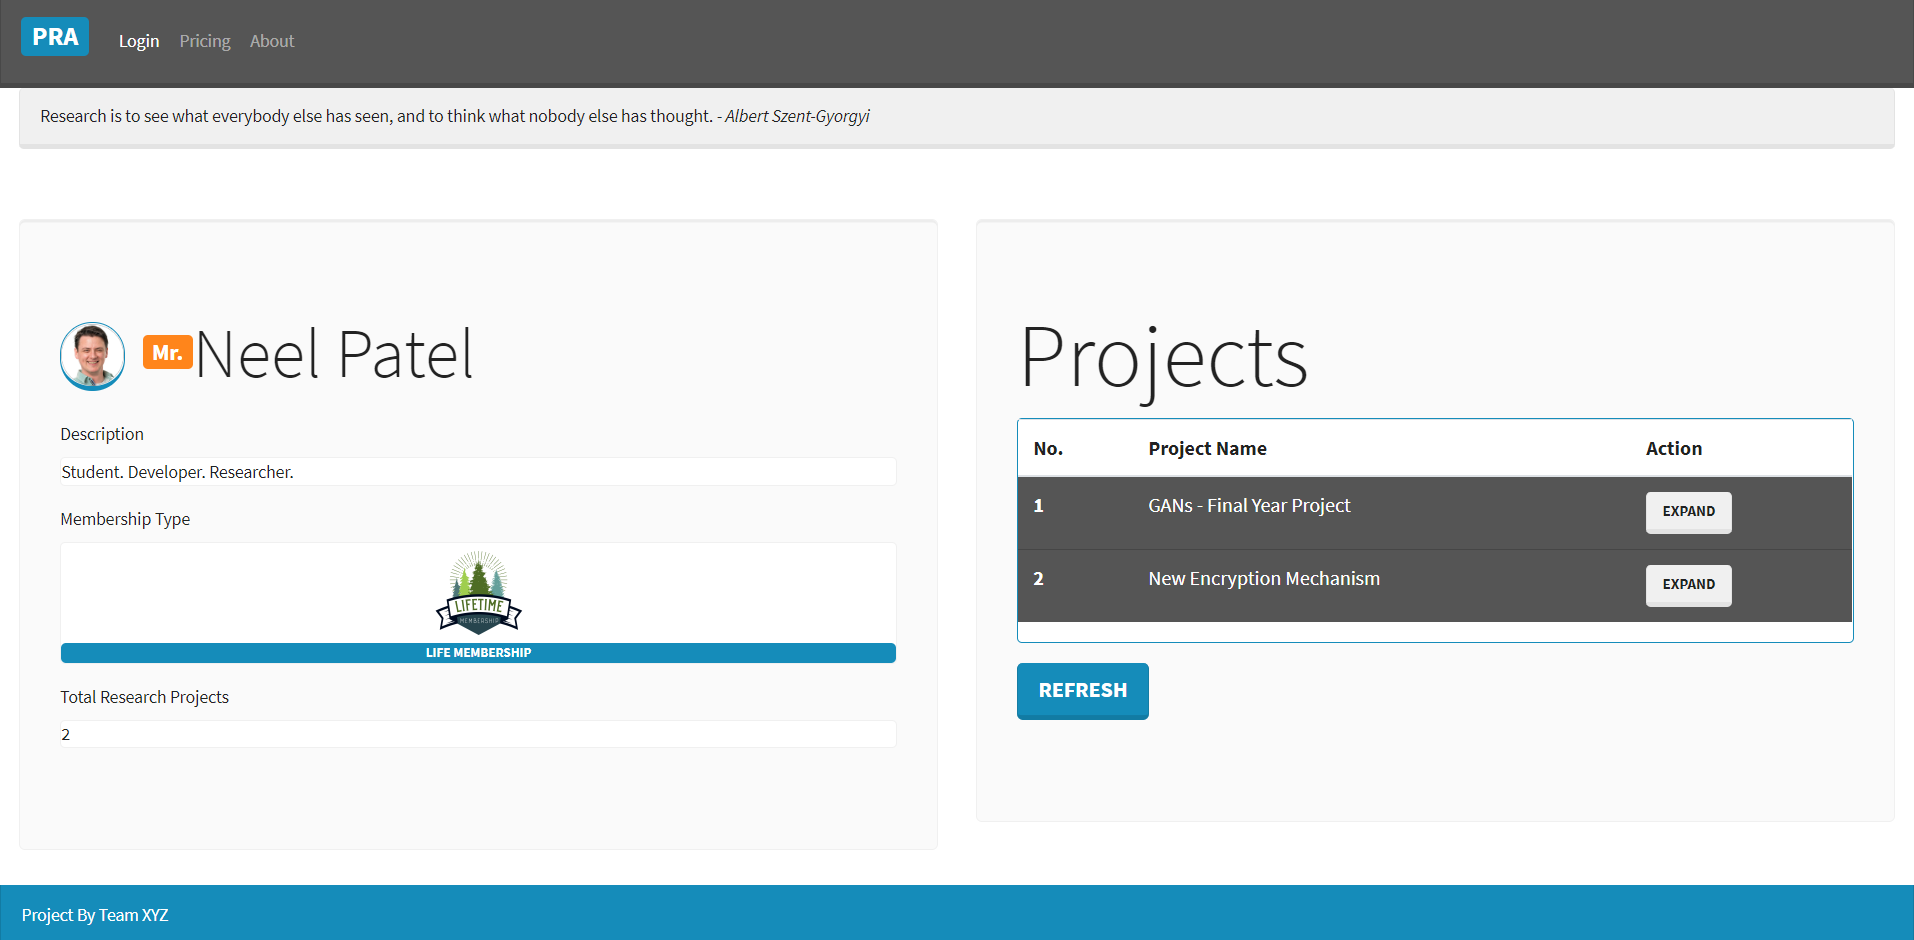 PRA
Login Pricing About
Research is to see what everybody else has seen, and to think what nobody else has thought. - Albert Szent-Gyorgyi
Mr. Neel Patel
Description
Student. Developer. Researcher.
Membership Type
LIFETIME
MEMBERSHIP
LIFE MEMBERSHIP
Total Research Projects
2
Projects
No. Project Name Action
1 GANs - Final Year Project EXPAND
2 New Encryption Mechanism EXPAND
REFRESH
Project By Team XYZ